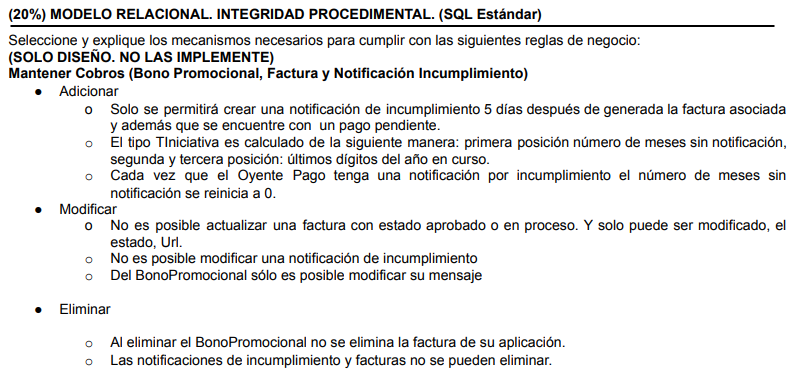 (20%) MODELO RELACIONAL. INTEGRIDAD PROCEDIMENTAL. (SQL Estándar)
Seleccione y explique los mecanismos necesarios para cumplir con las siguientes reglas de negocio:
(SOLO DISEÑO. NO LAS IMPLEMENTE)
Mantener Cobros (Bono Promocional, Factura y Notificación Incumplimiento)
● Adicionar
o Solo se permitirá crear una notificación de incumplimiento 5 días después de generada la factura asociada
y además que se encuentre con un pago pendiente.
o El tipo TIniciativa es calculado de la siguiente manera: primera posición número de meses sin notificación,
segunda y tercera posición: últimos dígitos del año en curso.
o Cada vez que el Oyente Pago tenga una notificación por incumplimiento el número de meses sin
notificación se reinicia a 0.
● Modificar
o No es posible actualizar una factura con estado aprobado o en proceso. Y solo puede ser modificado, el
estado, Url.
o No es posible modificar una notificación de incumplimiento
o Del BonoPromocional sólo es posible modificar su mensaje
● Eliminar
o Al eliminar el BonoPromocional no se elimina la factura de su aplicación.
o Las notificaciones de incumplimiento y facturas no se pueden eliminar.